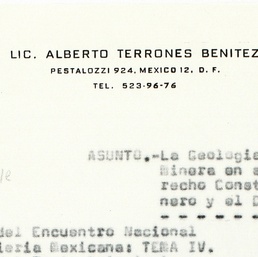 LIC. ALBERTO TERRONES BENITEZ
PESTALOZZI 924, MEXICO 12, D. F.
TEL. 523-96-76
ASUNTO.-La Geologia
Minera en
recho Const
nero y el
del Encuentro Nacional
Mexicana: TEMA IV.